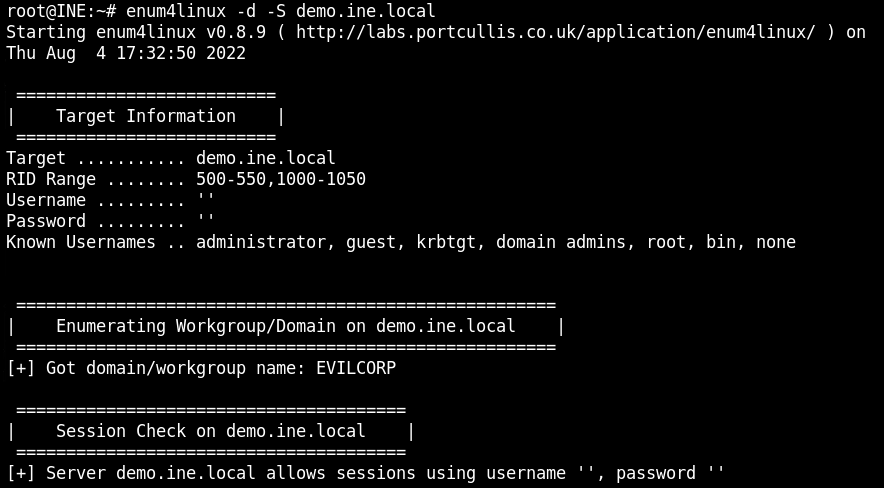 root@INE:~# enum4linux -d -S demo.ine.local
Starting enum4linux v0.8.9 ( http://labs.portcullis.co.uk/application/enum4linux/ ) on
Thu Aug  4 17:32:50 2022
 ==========================
|    Target Information    |
 ==========================
Target ........... demo.ine.local
RID Range ........ 500-550,1000-1050
Username ......... ''
Password ......... ''
Known Usernames .. administrator, guest, krbtgt, domain admins, root, bin, none
 ======================================================
|    Enumerating Workgroup/Domain on demo.ine.local    |
 ======================================================
[+] Got domain/workgroup name: EVILCORP
 =======================================
|    Session Check on demo.ine.local    |
 =======================================
[+] Server demo.ine.local allows sessions using username '', password ''